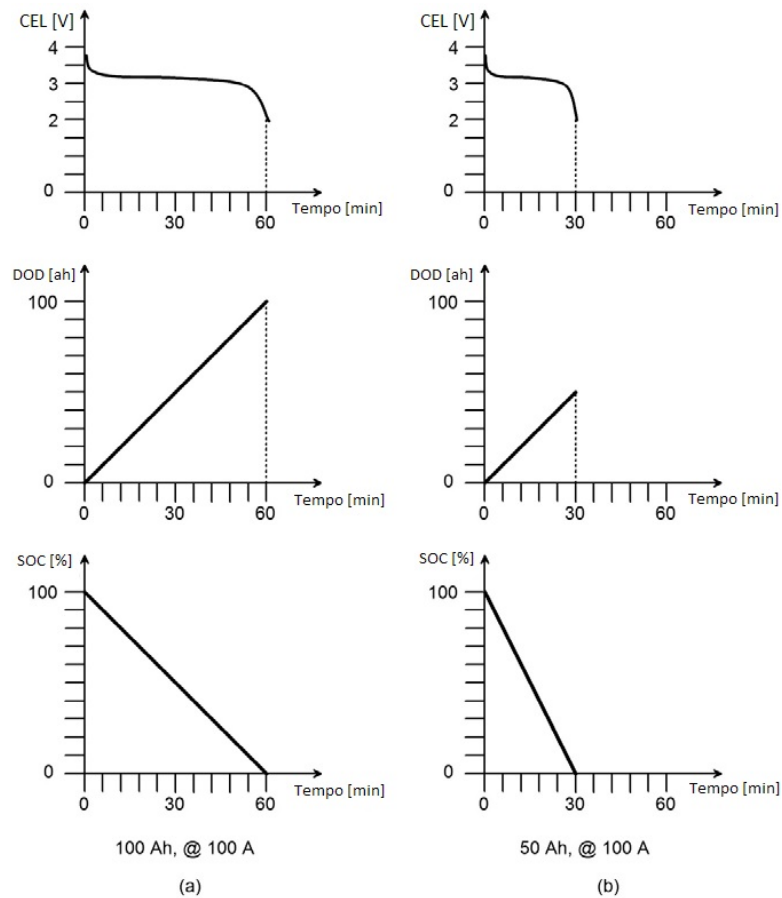 CEL [V]
4
3
2
0
0 30 60
Tempo [min]
CEL [V]
4
3
2
0
0 30 60
Tempo [min]
DOD [ah]
100
0
0 30 60
Tempo [min]
DOD [ah]
100
0
0 30 60
Tempo [min]
SOC [%]
100
0
0 30 60
Tempo [min]
SOC [%]
100
0
0 30 60
Tempo [min]
100 Ah, @ 100 A
50 Ah, @ 100 A
(a)
(b)